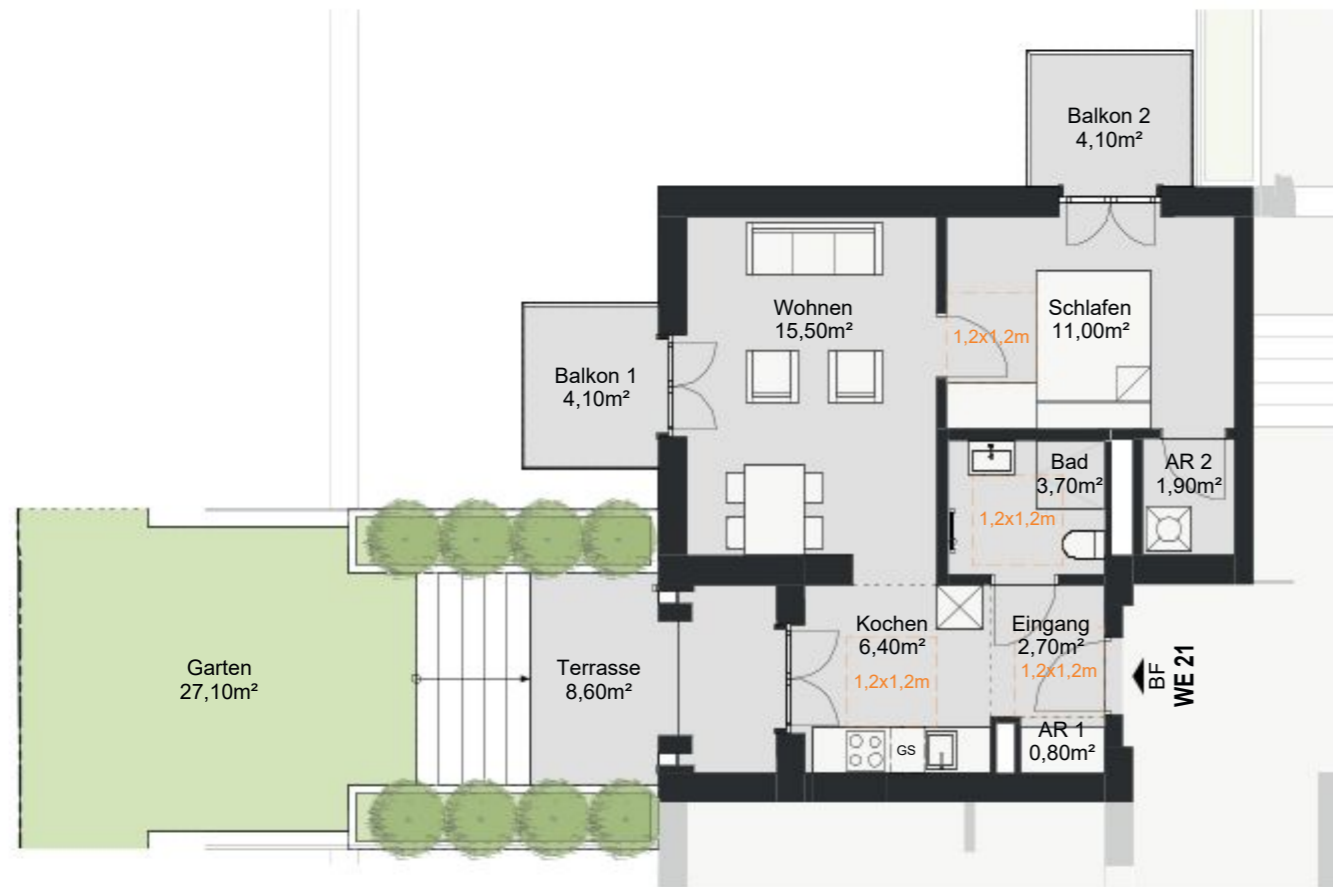 Balkon 2
4,10m²
Wohnen
15,50m²
Schlafen
11,00m²
1,2x1,2m
Balkon 1
4,10m²
Bad
3,70m²
AR 2
1,90m²
1,2x1,2m
Kochen
6,40m²
Eingang
2,70m²
Garten
27,10m²
Terrasse
8,60m²
1,2x1,2m
1,2x1,2m
BF
WE 21
AR 1
0,80m²
GS